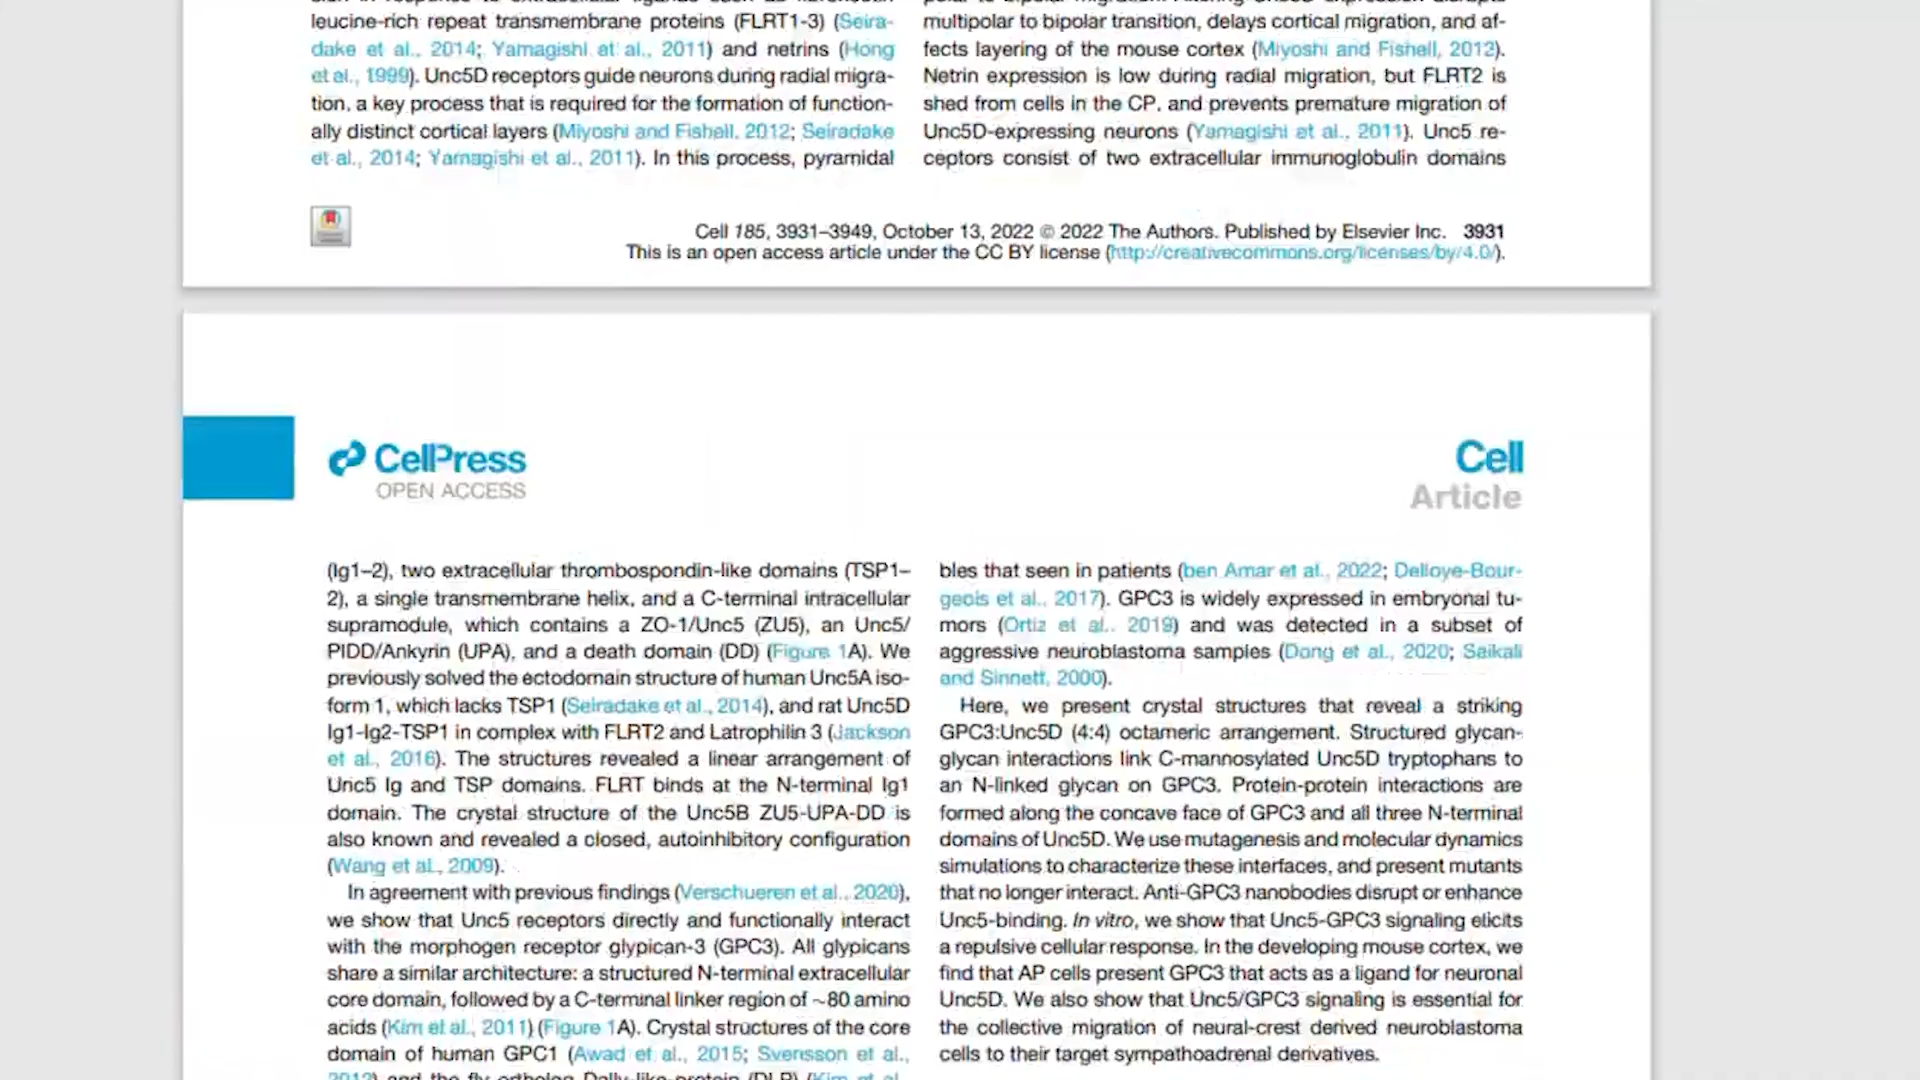 leucine-rich repeat transmembrane proteins (FLRT1-3) (Seira-
dake et al., 2014; Yamagishi et al., 2011) and netrins (Hong
et al., 1999). Unc5D receptors guide neurons during radial migra-
tion, a key process that is required for the formation of function-
ally distinct cortical layers (Miyoshi and Fishell, 2012; Seiradake
et al., 2014; Yamagishi et al., 2011). In this process, pyramidal
multipolar to bipolar transition, delays cortical migration, and af-
fects layering of the mouse cortex (Miyoshi and Fishell, 2012).
Netrin expression is low during radial migration, but FLRT2 is
shed from cells in the CP, and prevents premature migration of
Unc5D-expressing neurons (Yamagishi et al., 2011). Unc5 re-
ceptors consist of two extracellular immunoglobulin domains
Cell 185, 3931–3949, October 13, 2022 © 2022 The Authors. Published by Elsevier Inc. 3931
This is an open access article under the CC BY license (http://creativecommons.org/licenses/by/4.0/).
CellPress
OPEN ACCESS
Cell
Article
(Ig1–2), two extracellular thrombospondin-like domains (TSP1–
2), a single transmembrane helix, and a C-terminal intracellular
supramodule, which contains a ZO-1/Unc5 (ZU5), an Unc5/
PIDD/Ankyrin (UPA), and a death domain (DD) (Figure 1A). We
previously solved the ectodomain structure of human Unc5A iso-
form 1, which lacks TSP1 (Seiradake et al., 2014), and rat Unc5D
Ig1-Ig2-TSP1 in complex with FLRT2 and Latrophilin 3 (Jackson
et al., 2016). The structures revealed a linear arrangement of
Unc5 Ig and TSP domains. FLRT binds at the N-terminal Ig1
domain. The crystal structure of the Unc5B ZU5-UPA-DD is
also known and revealed a closed, autoinhibitory configuration
(Wang et al., 2009).
In agreement with previous findings (Verschueren et al., 2020),
we show that Unc5 receptors directly and functionally interact
with the morphogen receptor glypican-3 (GPC3). All glypicans
share a similar architecture: a structured N-terminal extracellular
core domain, followed by a C-terminal linker region of ~80 amino
acids (Kim et al., 2011) (Figure 1A). Crystal structures of the core
domain of human GPC1 (Awad et al., 2015; Svensson et al.,
bles that seen in patients (ben Amar et al., 2022; Delloye-Bour-
geois et al., 2017). GPC3 is widely expressed in embryonal tu-
mors (Ortiz et al., 2019) and was detected in a subset of
aggressive neuroblastoma samples (Dong et al., 2020; Saikali
and Sinnett, 2000).
Here, we present crystal structures that reveal a striking
GPC3:Unc5D (4:4) octameric arrangement. Structured glycan-
glycan interactions link C-mannosylated Unc5D tryptophans to
an N-linked glycan on GPC3. Protein-protein interactions are
formed along the concave face of GPC3 and all three N-terminal
domains of Unc5D. We use mutagenesis and molecular dynamics
simulations to characterize these interfaces, and present mutants
that no longer interact. Anti-GPC3 nanobodies disrupt or enhance
Unc5-binding. In vitro, we show that Unc5-GPC3 signaling elicits
a repulsive cellular response. In the developing mouse cortex, we
find that AP cells present GPC3 that acts as a ligand for neuronal
Unc5D. We also show that Unc5/GPC3 signaling is essential for
the collective migration of neural-crest derived neuroblastoma
cells to their target sympathoadrenal derivatives.